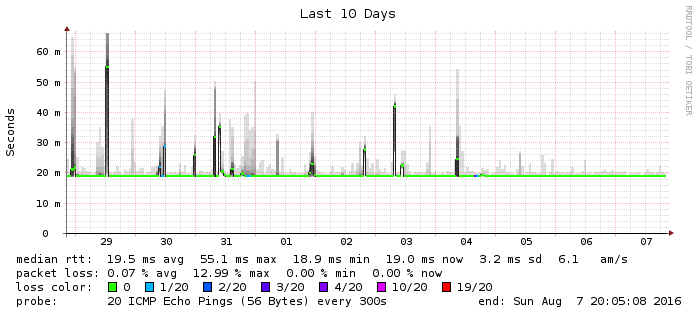 Last 10 Days
RRDTOOL / TOBI OETIKER
Seconds
60 m
50 m
40 m
30 m
20 m
10 m
0
29 30 31 01 02 03 04 05 06 07
median rtt: 19.5 ms avg 55.1 ms max 18.9 ms min 19.0 ms now 3.2 ms sd 6.1 am/s
packet loss: 0.07 % avg 12.99 % max 0.00 % min 0.00 % now
loss color: 0 1/20 2/20 3/20 4/20 10/20 19/20
probe: 20 ICMP Echo Pings (56 Bytes) every 300s end: Sun Aug 7 20:05:08 2016